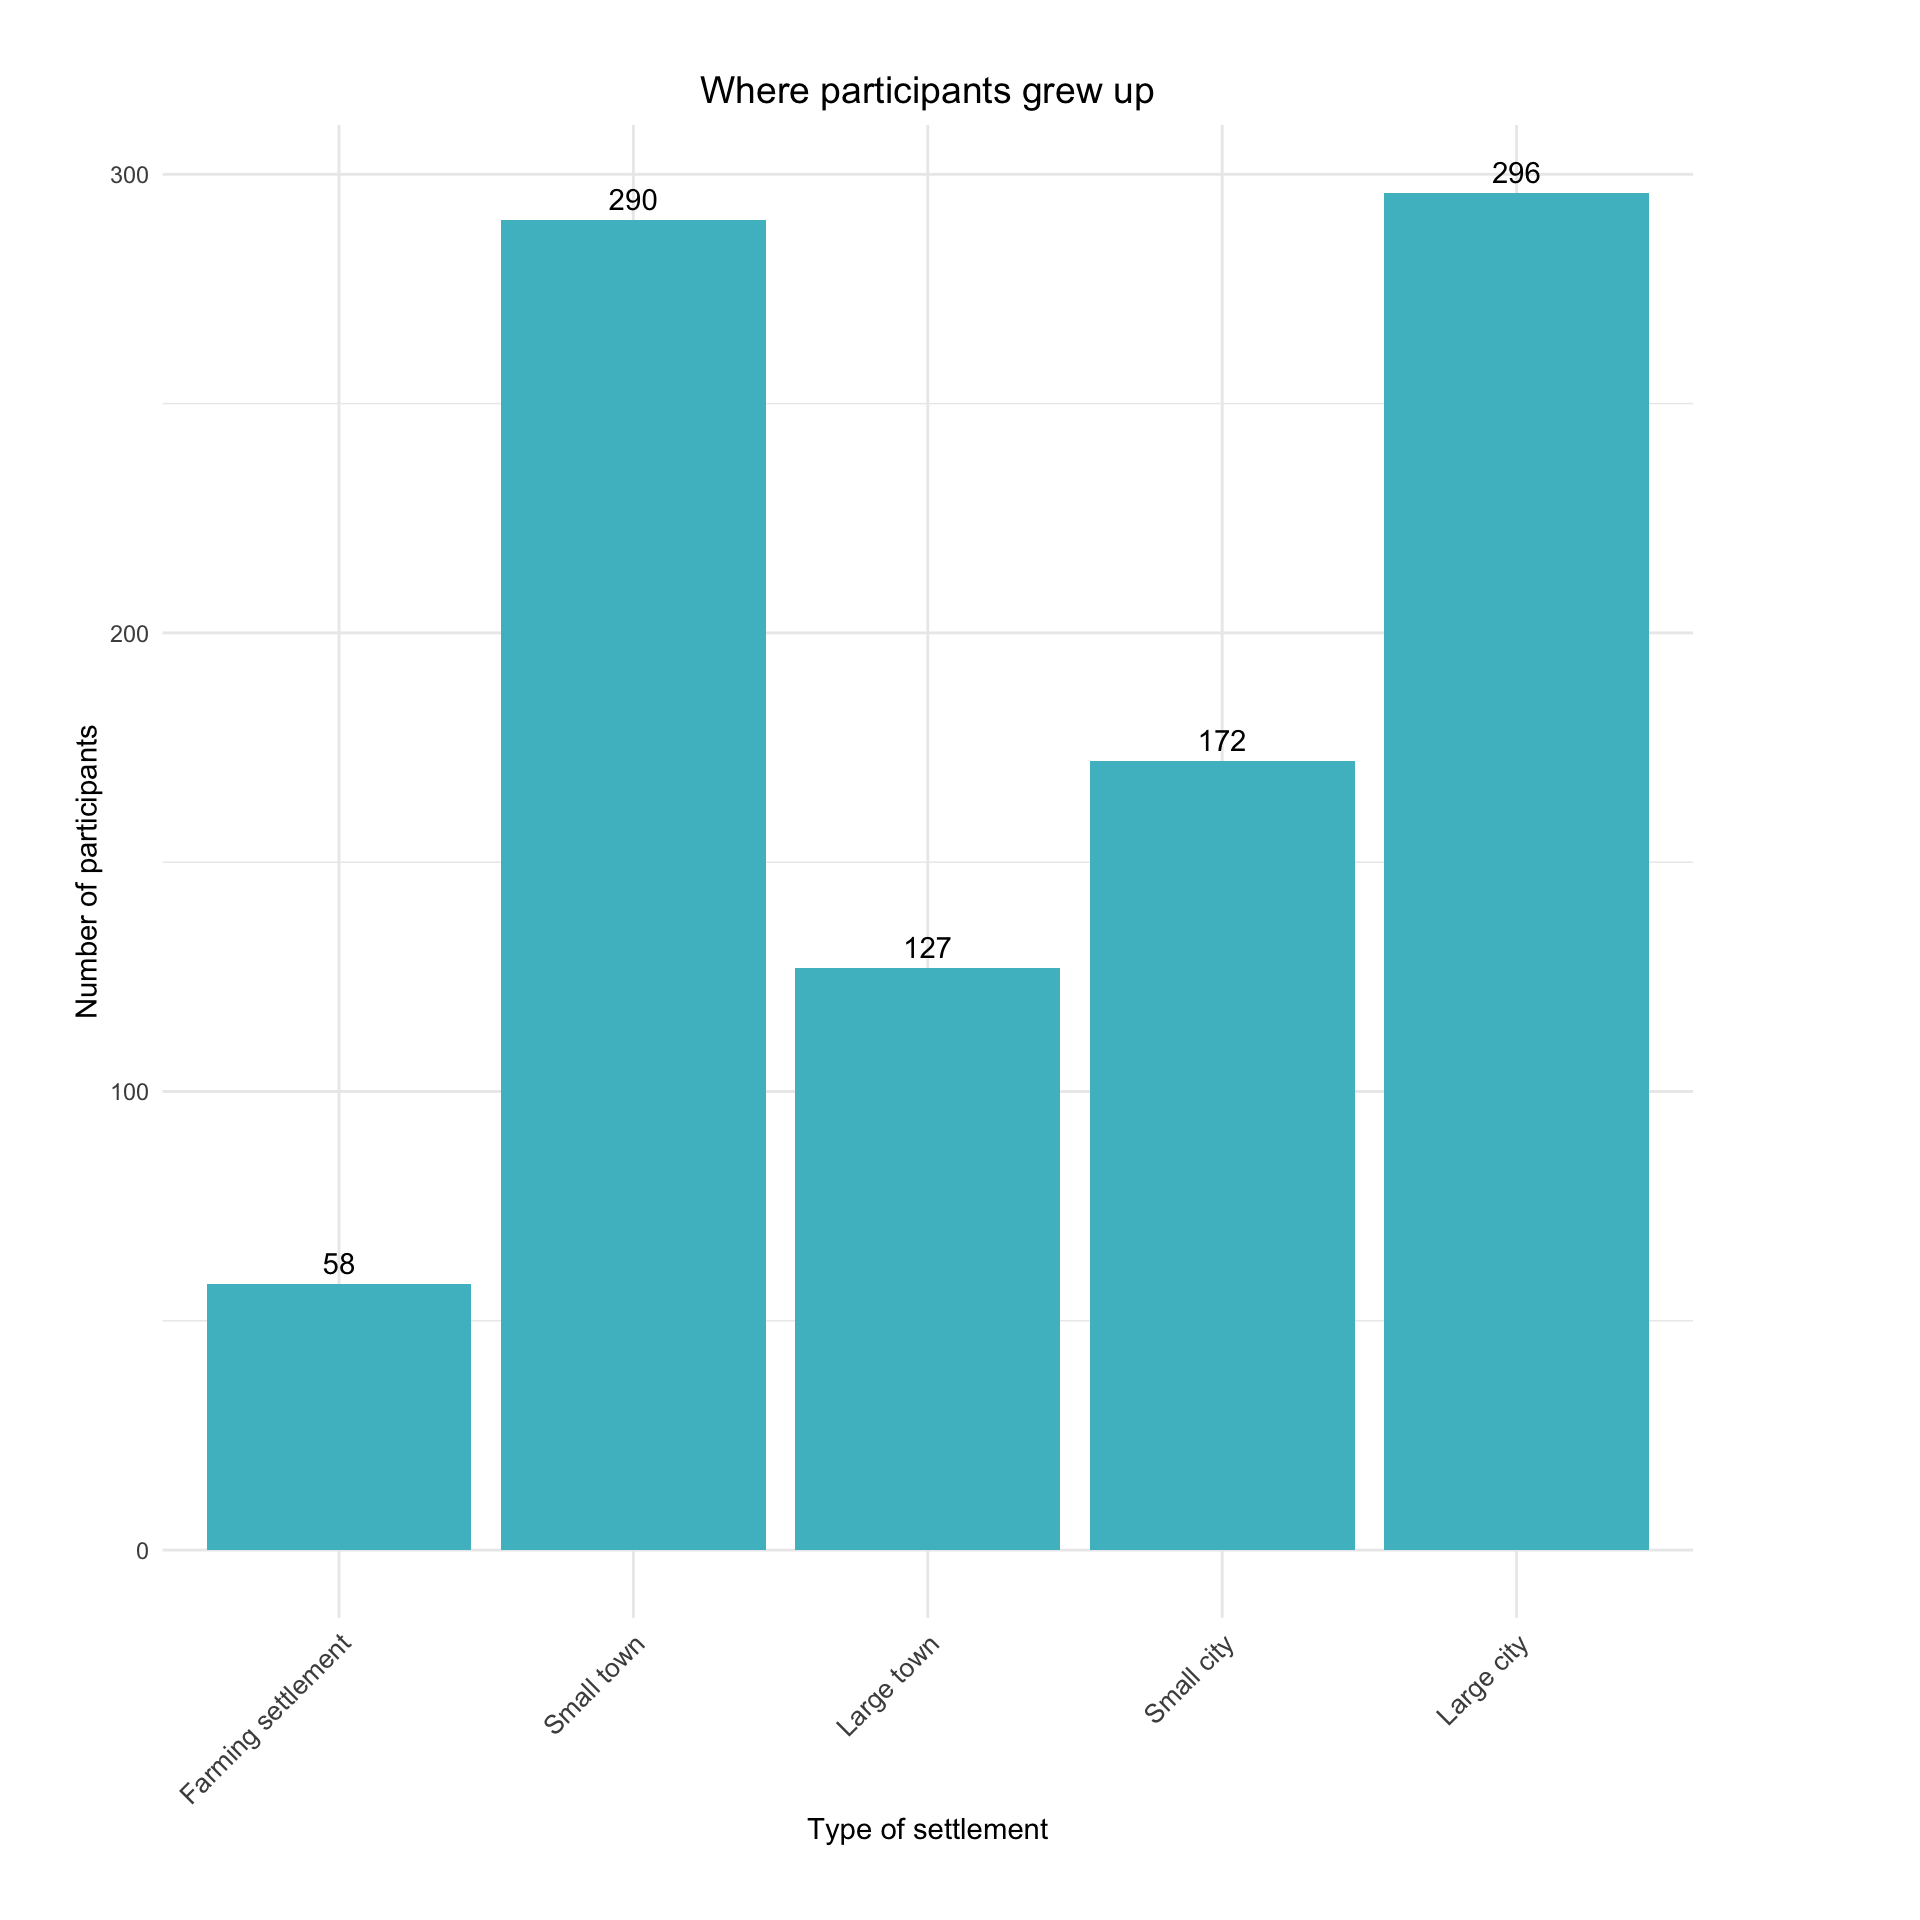 Where participants grew up
Number of participants
300
200
100
0
58
290
127
172
296
Farming settlement
Small town
Large town
Small city
Large city
Type of settlement